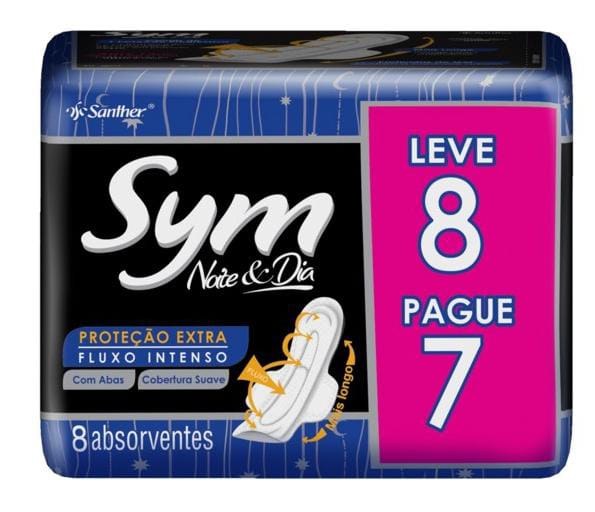 Santher®
Sym
Noite & Dia
PROTEÇÃO EXTRA
FLUXO INTENSO
Com Abas
Cobertura Suave
8 absorventes
FLUXO
Mais longo
LEVE
8
PAGUE
7